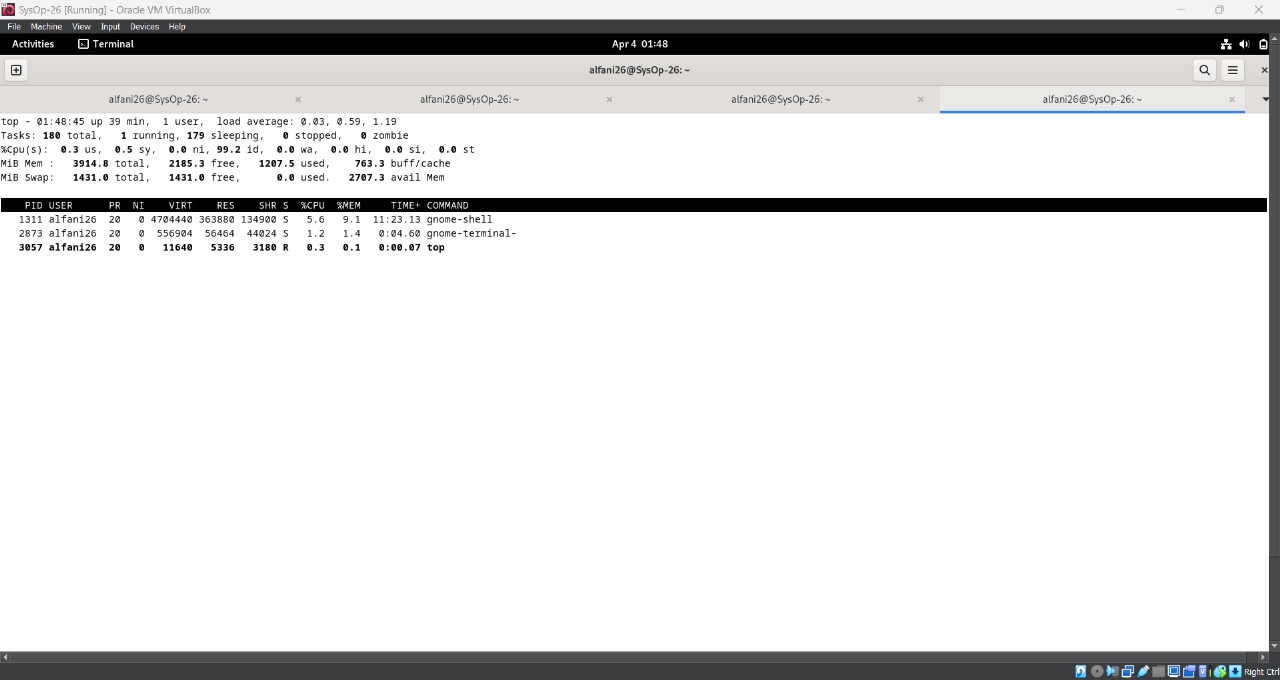 SysOp-26 [Running] - Oracle VM VirtualBox
File Machine View Input Devices Help
Activities Terminal Apr 4 01:48
alfani26@SysOp-26: ~
alfani26@SysOp-26: ~ alfani26@SysOp-26: ~ alfani26@SysOp-26: ~ alfani26@SysOp-26: ~
top - 01:48:45 up 39 min,  1 user,  load average: 0.03, 0.59, 1.19
Tasks: 180 total,   1 running, 179 sleeping,   0 stopped,   0 zombie
%Cpu(s):  0.3 us,  0.5 sy,  0.0 ni, 99.2 id,  0.0 wa,  0.0 hi,  0.0 si,  0.0 st
MiB Mem :   3914.8 total,   2185.3 free,   1207.5 used,    763.3 buff/cache
MiB Swap:   1431.0 total,   1431.0 free,      0.0 used.   2707.3 avail Mem
PID USER      PR  NI    VIRT    RES    SHR S  %CPU  %MEM     TIME+ COMMAND
1311 alfani26  20   0 4704440 363880 134900 S   5.6   9.1  11:23.13 gnome-shell
2873 alfani26  20   0  556904  56464  44024 S   1.2   1.4   0:04.60 gnome-terminal-
3057 alfani26  20   0   11640   5336   3180 R   0.3   0.1   0:00.07 top
Right Ctrl